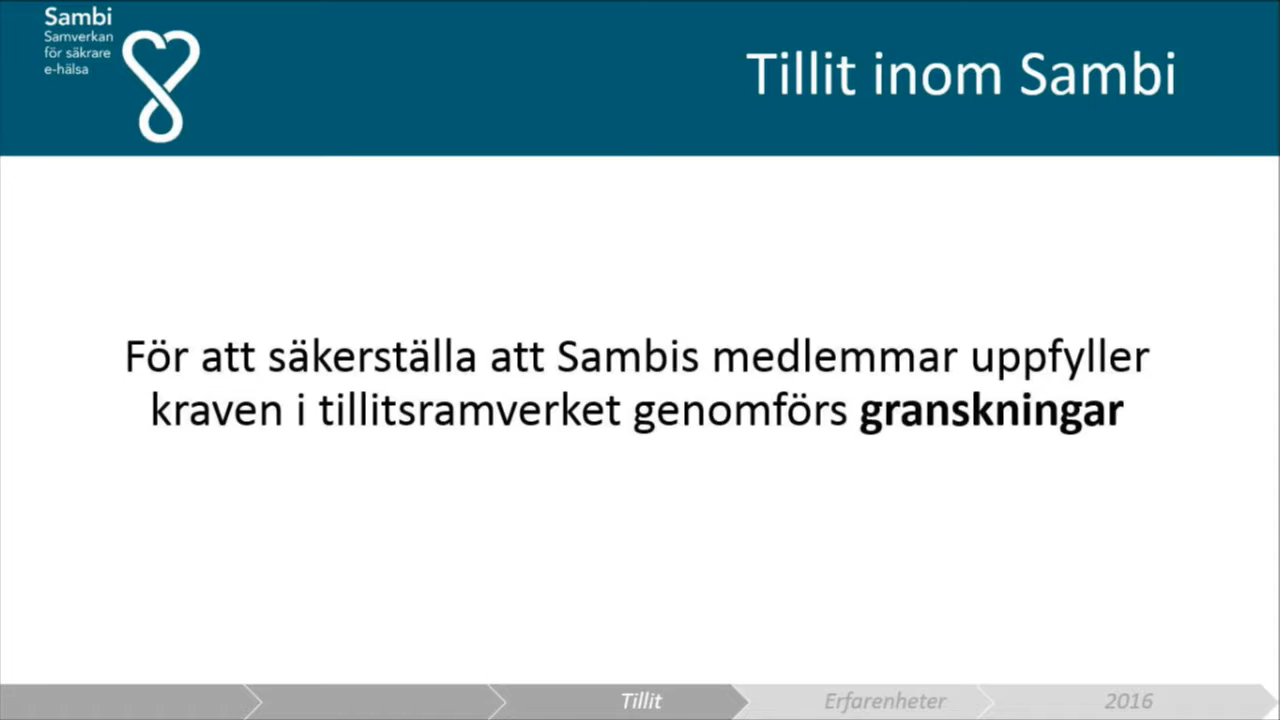 Sambi
Samverkan
för säkrare
e-hälsa
Tillit inom Sambi
För att säkerställa att Sambis medlemmar uppfyller
kraven i tillitsramverket genomförs granskningar
Tillit
Erfarenheter
2016